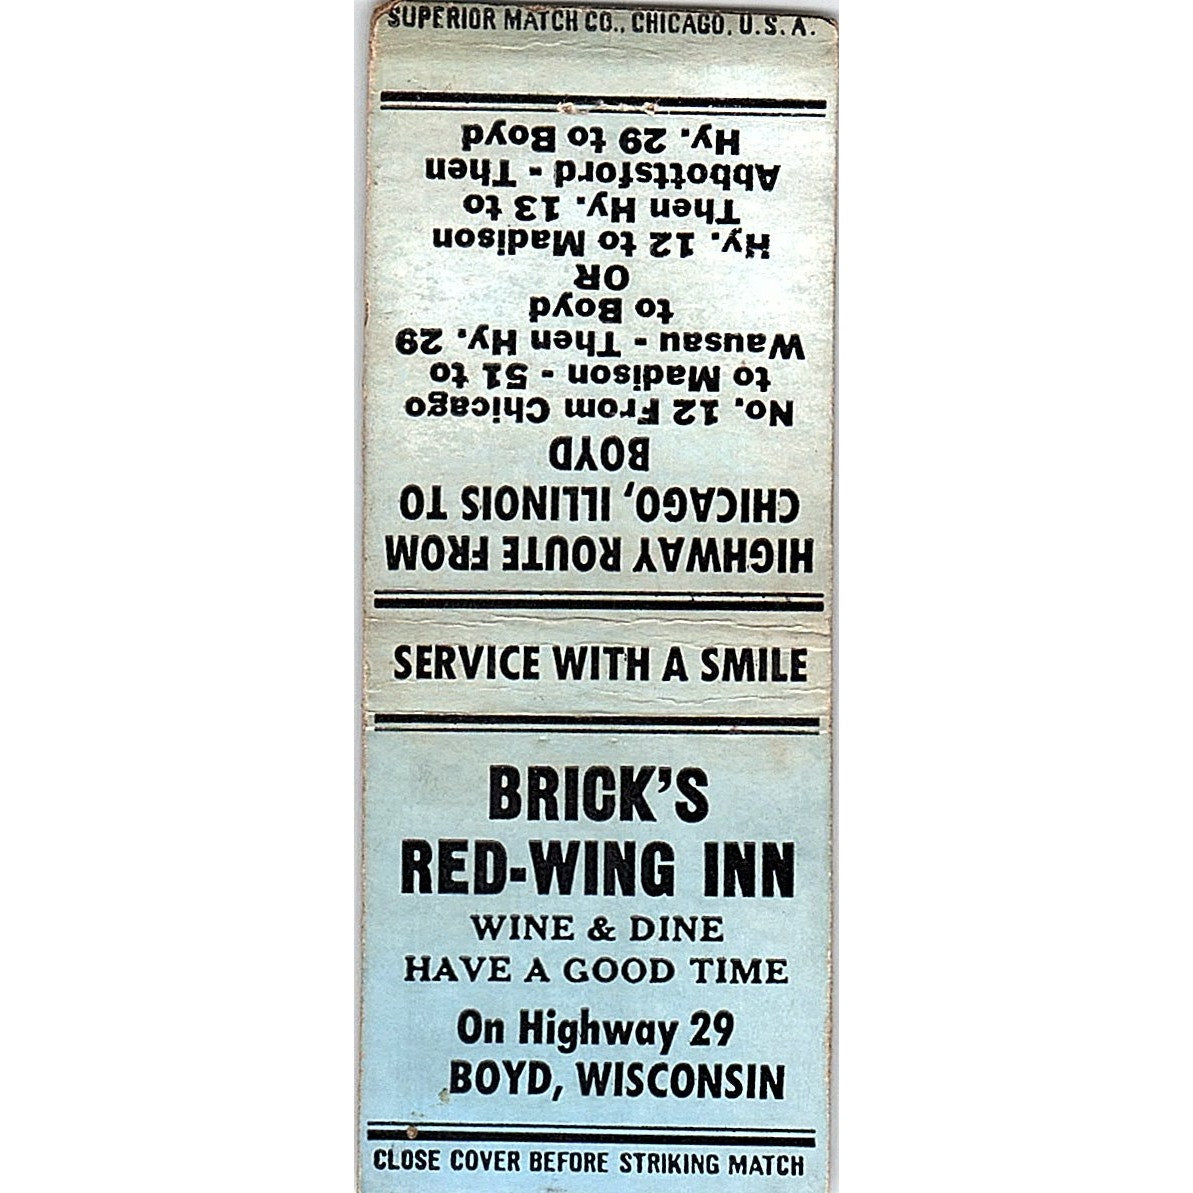 SUPERIOR MATCH CO., CHICAGO, U.S.A.
HIGHWAY ROUTE FROM
CHICAGO, ILLINOIS TO
BOYD
No. 12 From Chicago
to Madison - 51 to
Wausau - Then Hy. 29
to Boyd
OR
Hy. 12 to Madison
Then Hy. 13 to
Abbottsford - Then
Hy. 29 to Boyd
SERVICE WITH A SMILE
BRICK'S
RED-WING INN
WINE & DINE
HAVE A GOOD TIME
On Highway 29
BOYD, WISCONSIN
CLOSE COVER BEFORE STRIKING MATCH